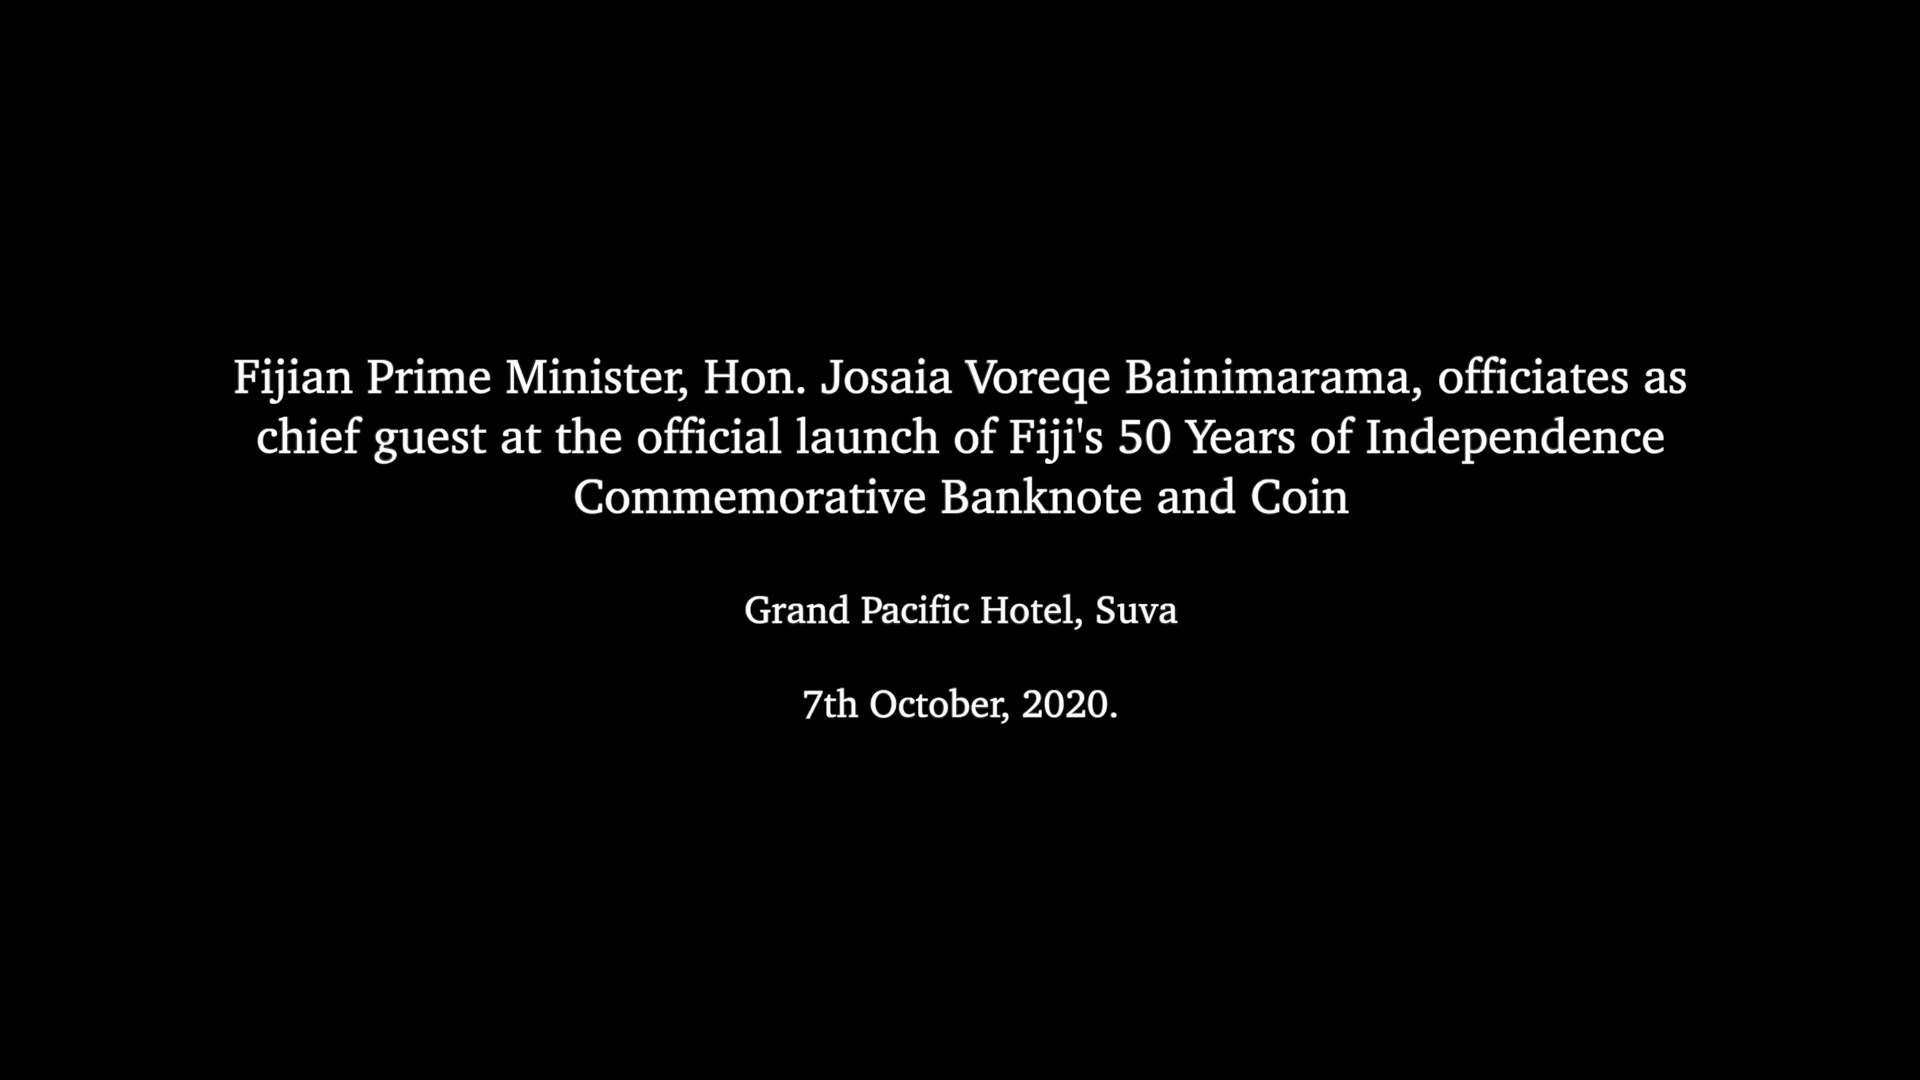 Fijian Prime Minister, Hon. Josaia Voreqe Bainimarama, officiates as
chief guest at the official launch of Fiji's 50 Years of Independence
Commemorative Banknote and Coin
Grand Pacific Hotel, Suva
7th October, 2020.